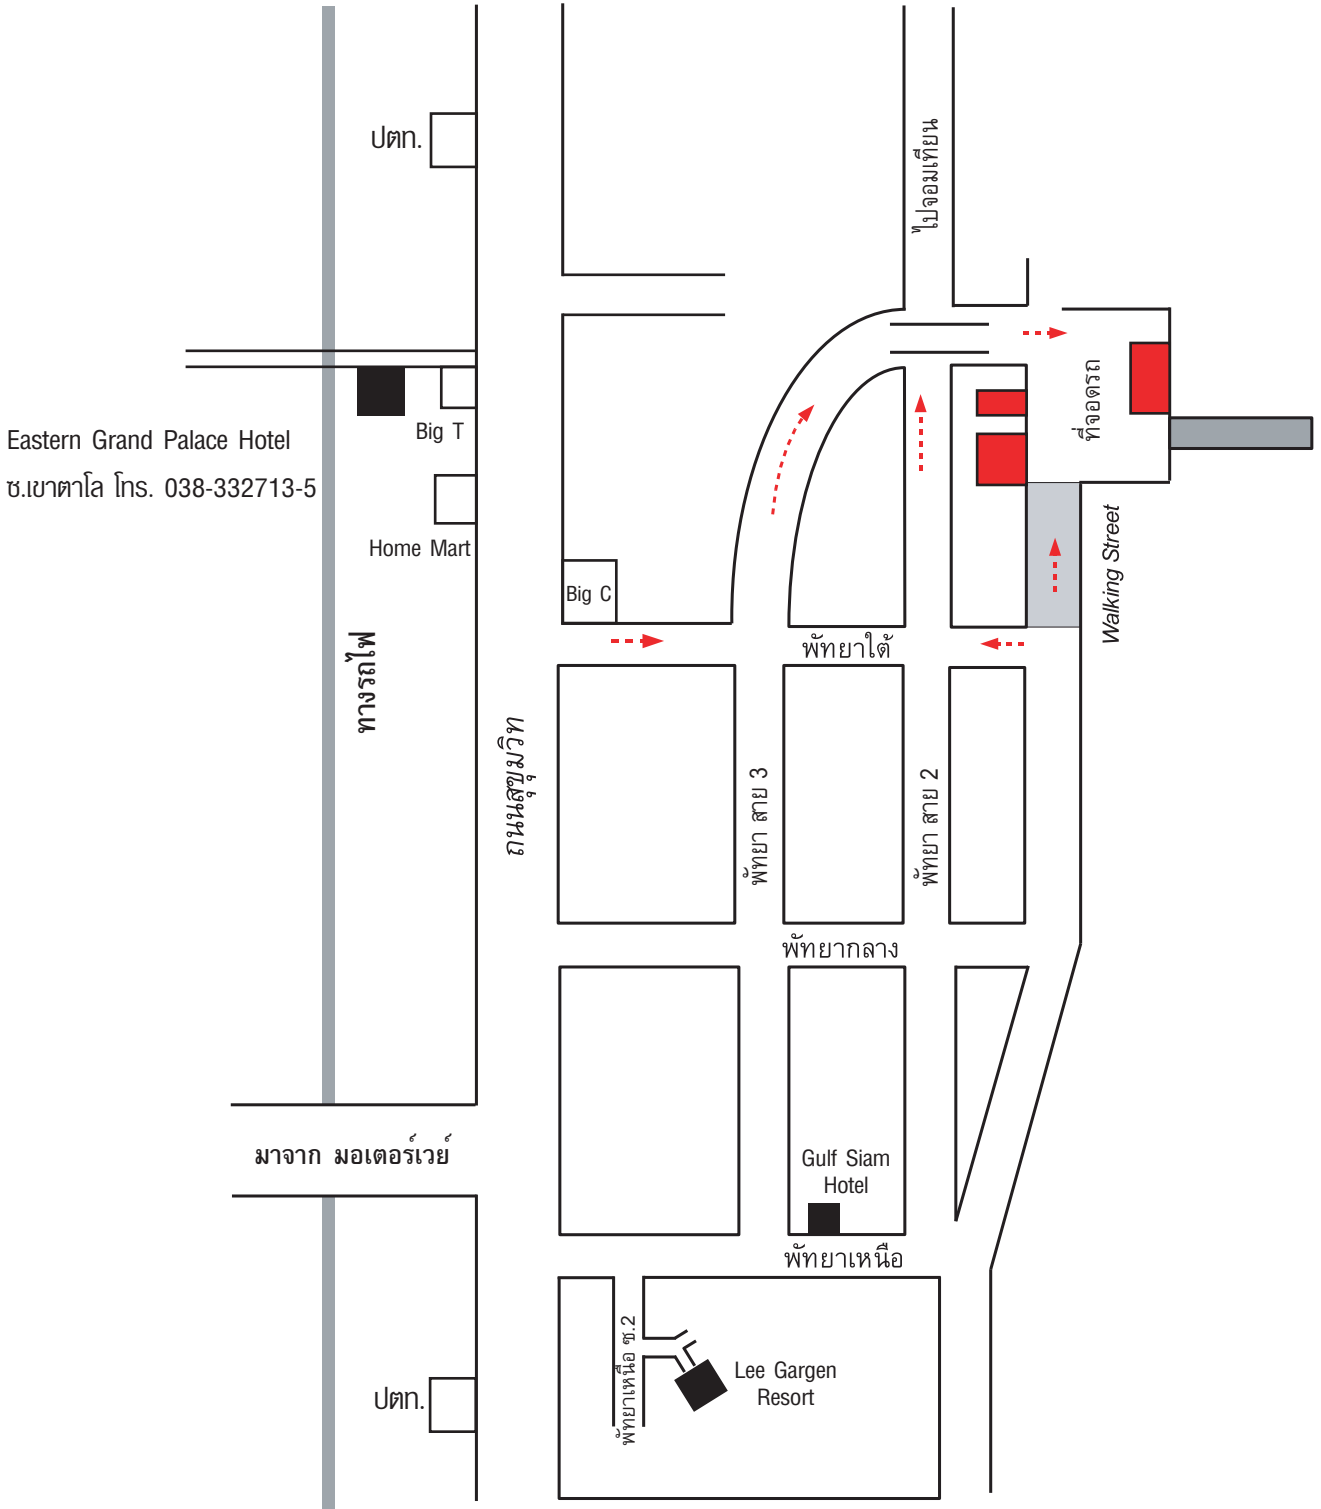 ปตท.
ไปจอมเทียน
ที่จอดรถ
Big T
Eastern Grand Palace Hotel
ซ.เขาตาโล โทร. 038-332713-5
Home Mart
Walking Street
Big C
พัทยาใต้
ทางรถไฟ
ถนนสุขุมวิท
พัทยา สาย 3
พัทยา สาย 2
พัทยากลาง
มาจาก มอเตอร์เวย์
Gulf Siam
Hotel
พัทยาเหนือ
พัทยาเหนือ ซ.2
Lee Gargen
Resort
ปตท.